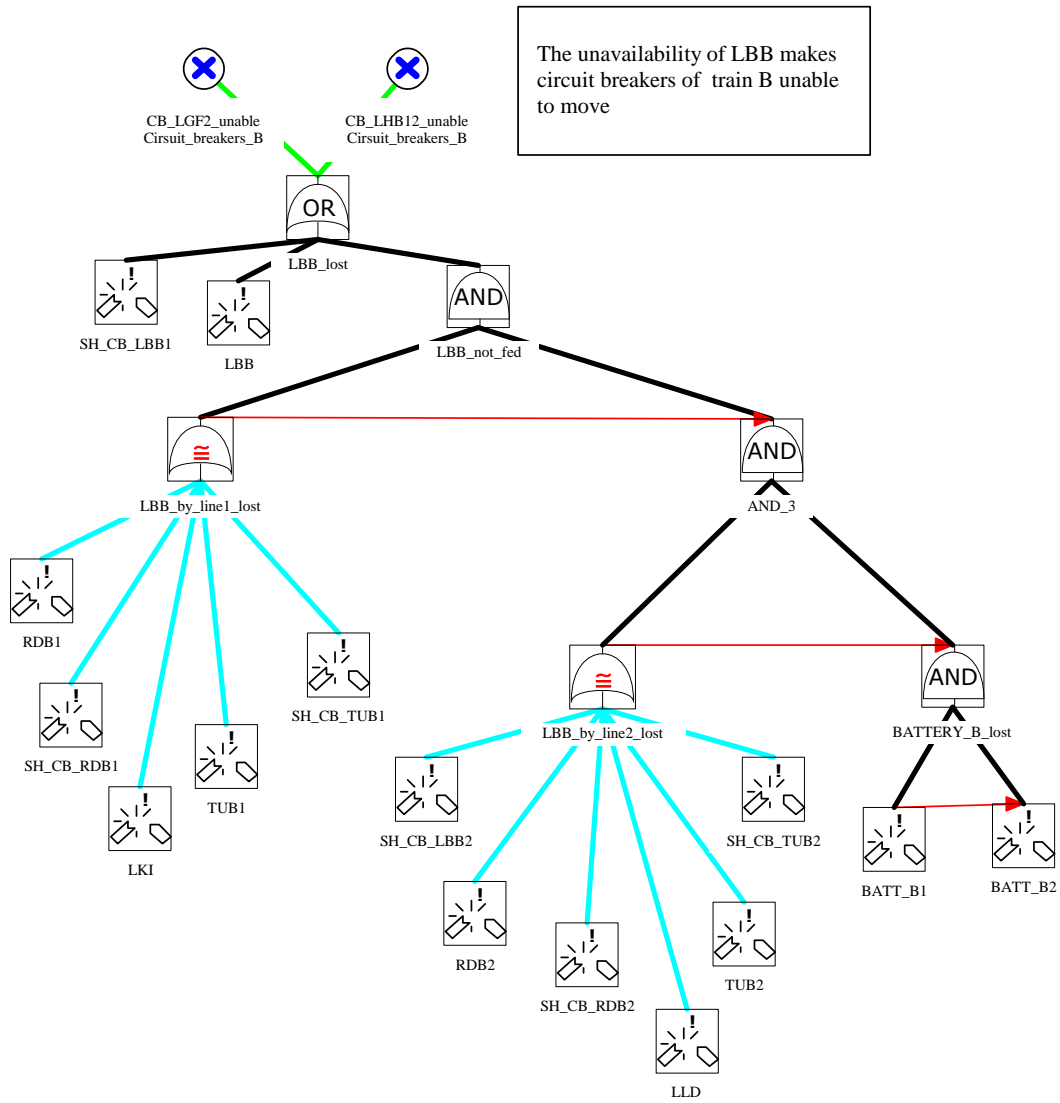 The unavailability of LBB makes
circuit breakers of train B unable
to move
CB_LGF2_unable
Cirsuit_breakers_B
CB_LHB12_unable
Cirsuit_breakers_B
OR
LBB_lost
SH_CB_LBB1
LBB
AND
LBB_not_fed
≅
LBB_by_line1_lost
AND
AND_3
RDB1
SH_CB_RDB1
LKI
TUB1
SH_CB_TUB1
≅
LBB_by_line2_lost
AND
BATTERY_B_lost
SH_CB_LBB2
RDB2
SH_CB_RDB2
LLD
TUB2
SH_CB_TUB2
BATT_B1
BATT_B2